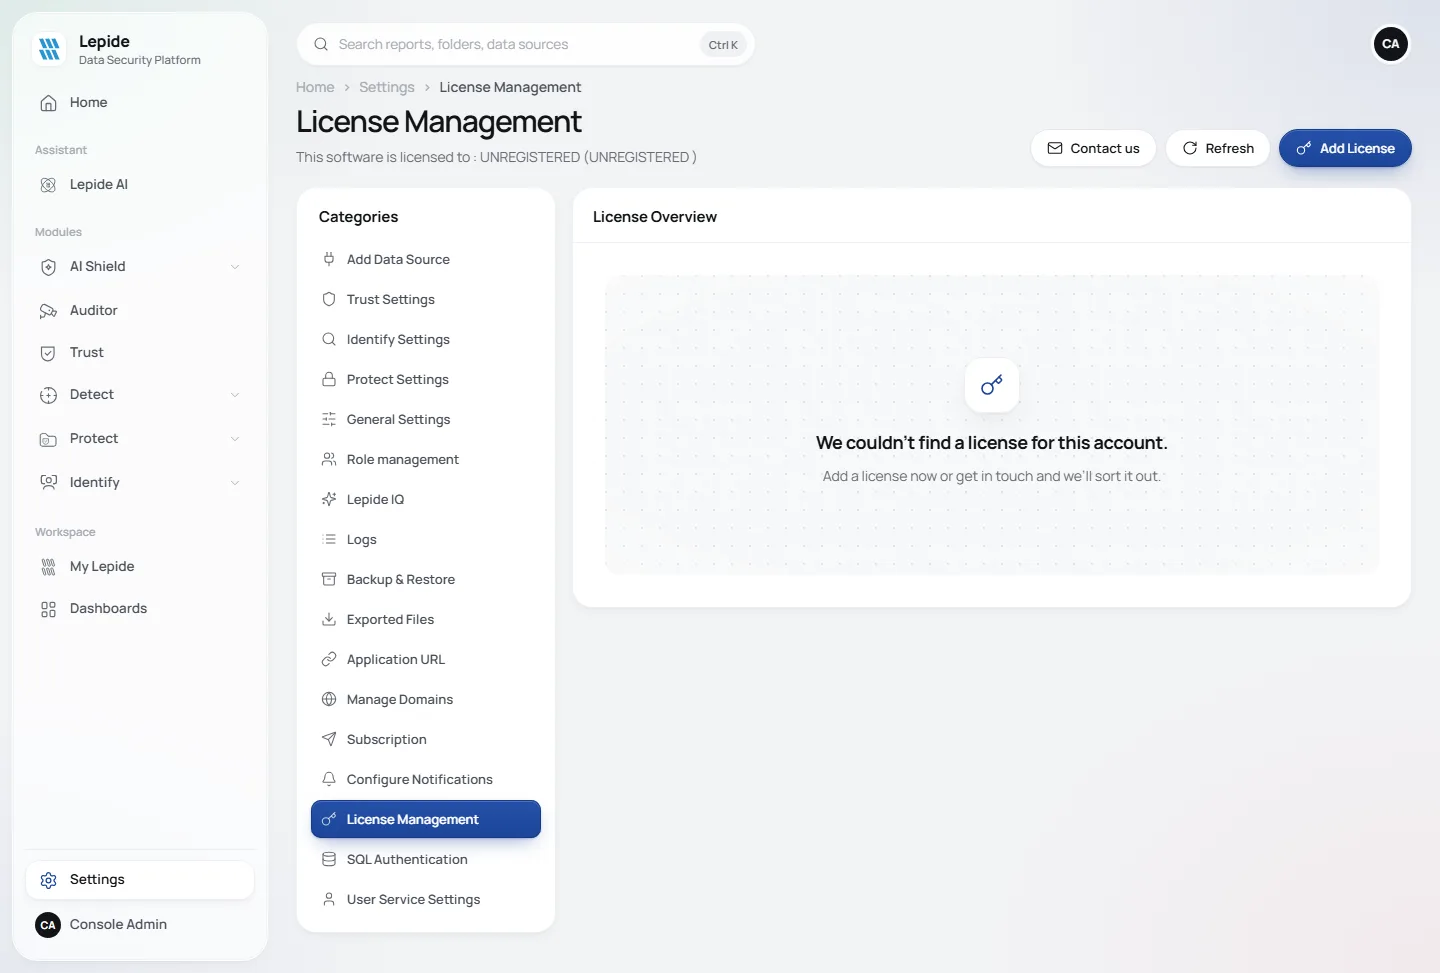 Lepide
Data Security Platform
Home
Assistant
Lepide AI
Modules
AI Shield
Auditor
Trust
Detect
Protect
Identify
Workspace
My Lepide
Dashboards
Settings
CA
Console Admin
Search reports, folders, data sources
Ctrl K
CA
Home > Settings > License Management
License Management
This software is licensed to : UNREGISTERED (UNREGISTERED )
Contact us
Refresh
Add License
Categories
Add Data Source
Trust Settings
Identify Settings
Protect Settings
General Settings
Role management
Lepide IQ
Logs
Backup & Restore
Exported Files
Application URL
Manage Domains
Subscription
Configure Notifications
License Management
SQL Authentication
User Service Settings
License Overview
We couldn't find a license for this account.
Add a license now or get in touch and we'll sort it out.